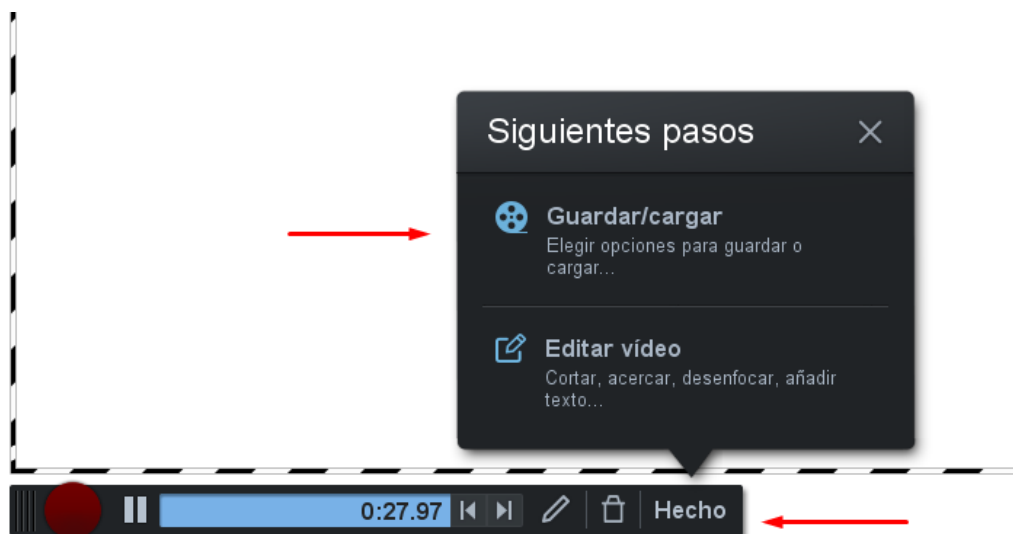 Siguientes pasos
Guardar/cargar
Elegir opciones para guardar o
cargar...
Editar vídeo
Cortar, acercar, desenfocar, añadir
texto...
0:27.97
Hecho